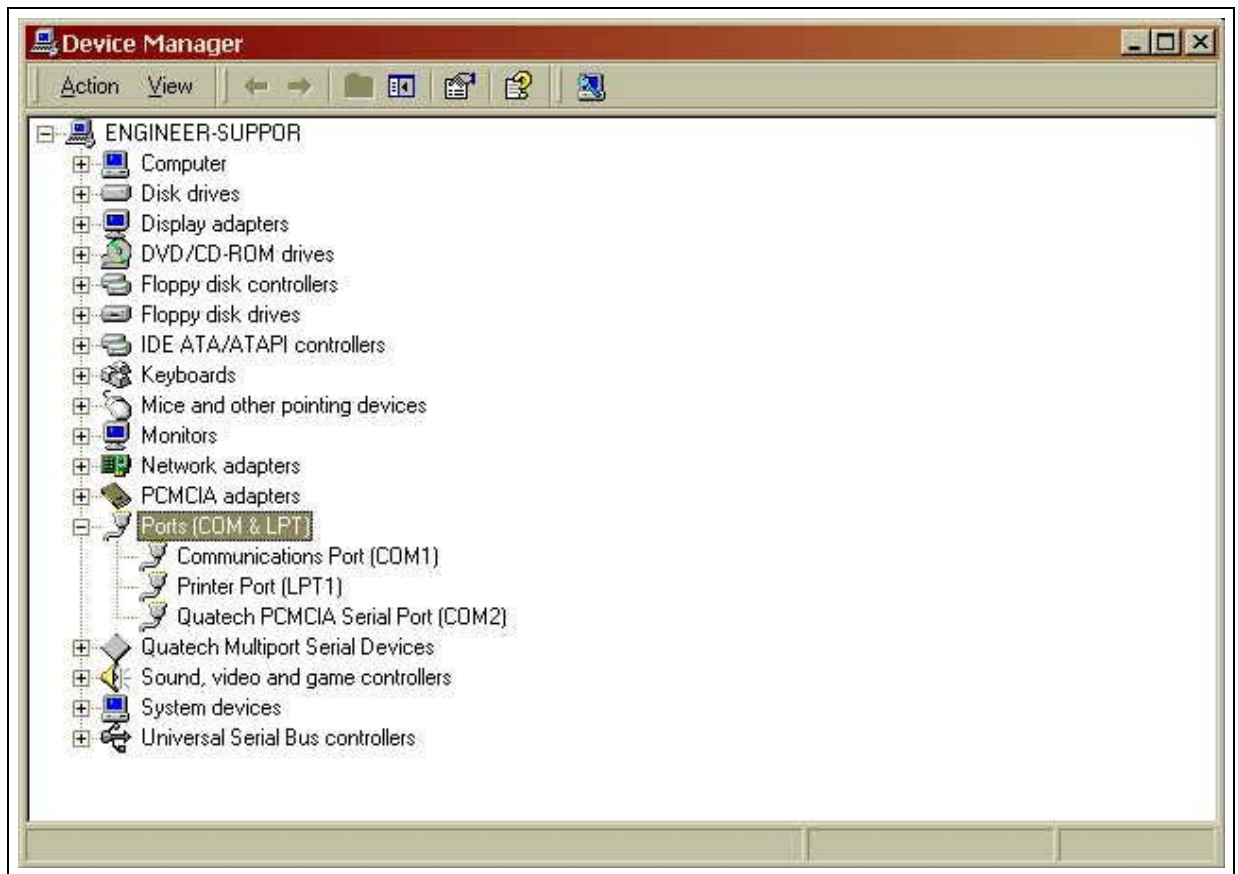 Device Manager
Action View
ENGINEER-SUPPOR
Computer
Disk drives
Display adapters
DVD/CD-ROM drives
Floppy disk controllers
Floppy disk drives
IDE ATA/ATAPI controllers
Keyboards
Mice and other pointing devices
Monitors
Network adapters
PCMCIA adapters
Ports (COM & LPT)
Communications Port (COM1)
Printer Port (LPT1)
Quatech PCMCIA Serial Port (COM2)
Quatech Multiport Serial Devices
Sound, video and game controllers
System devices
Universal Serial Bus controllers